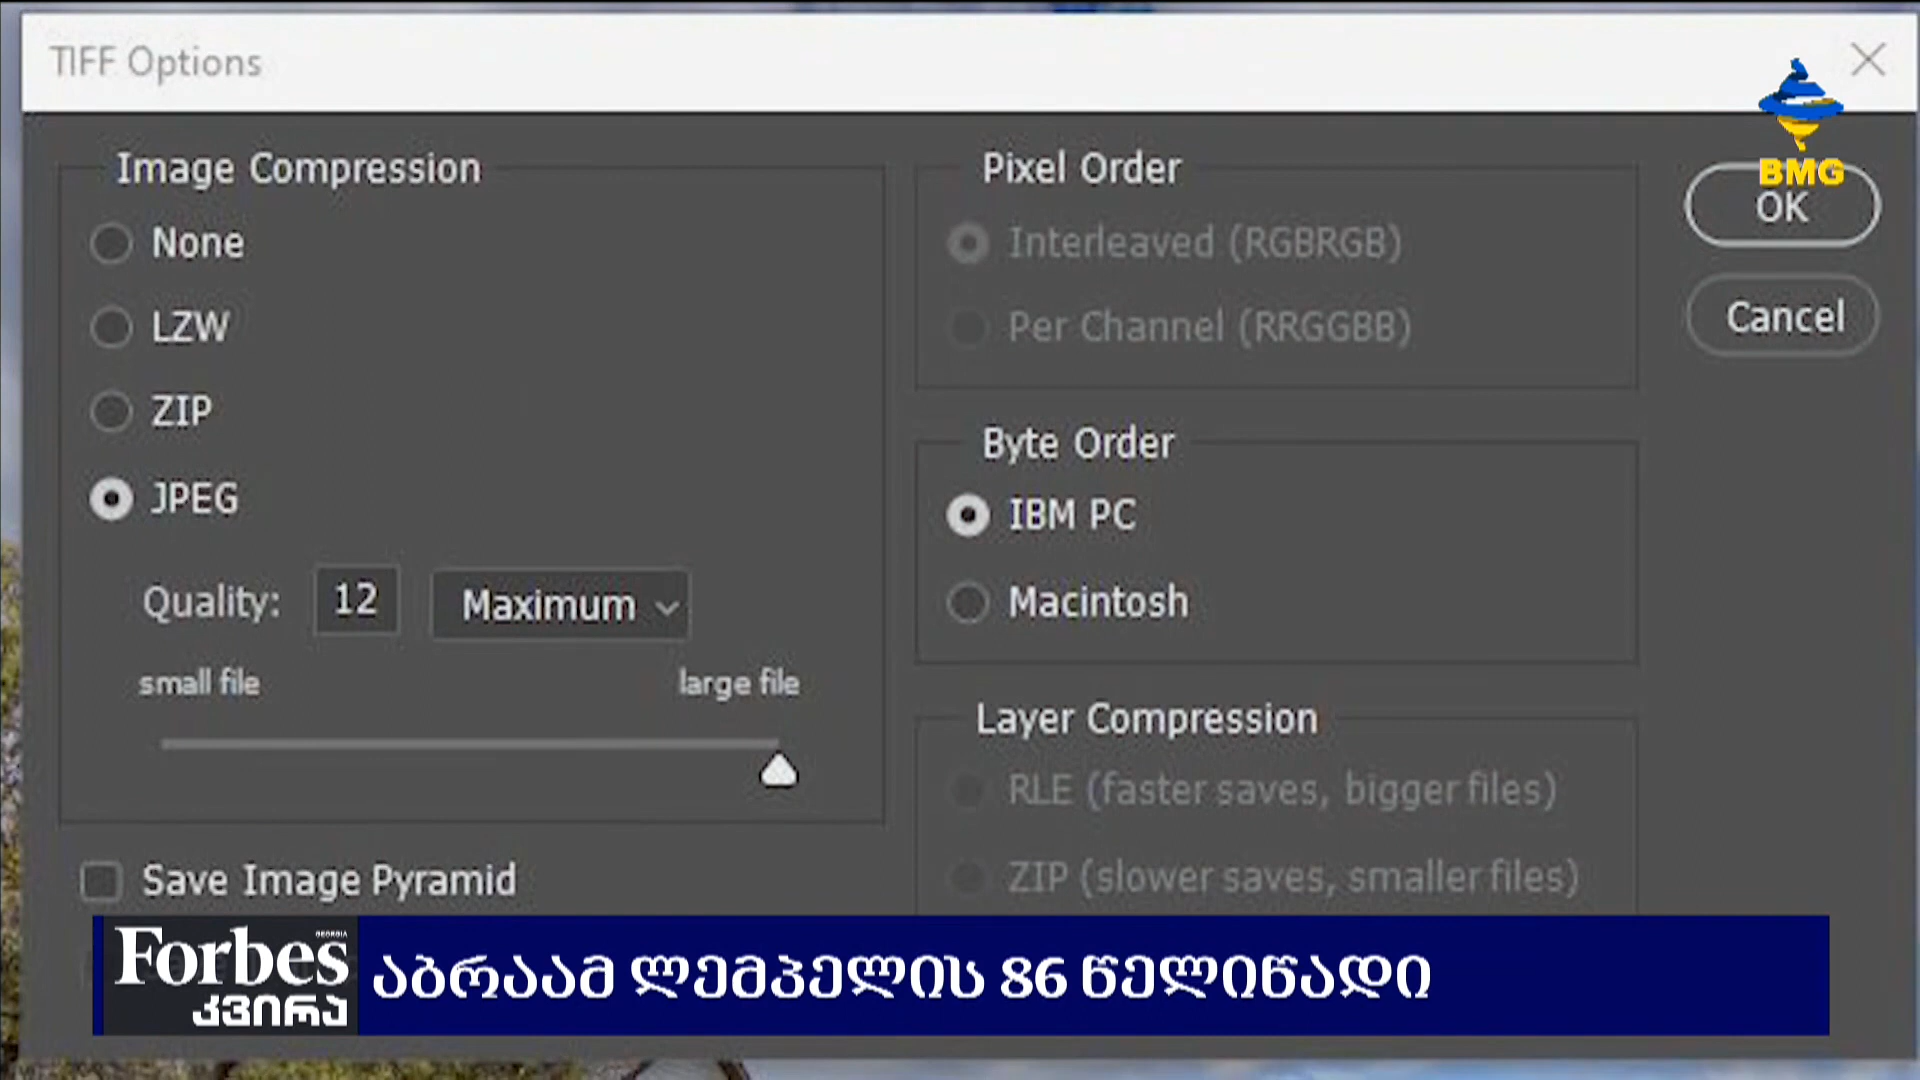 TIFF Options
Image Compression
None
LZW
ZIP
JPEG
Quality: 12 Maximum
small file large file
Save Image Pyramid
Pixel Order
Interleaved (RGBRGB)
Per Channel (RRGGBB)
Byte Order
IBM PC
Macintosh
Layer Compression
RLE (faster saves, bigger files)
ZIP (slower saves, smaller files)
BMG
OK
Cancel
Forbes
GEORGIA
კვირა
აბრაამ ლემპელის 86 წელიწადი